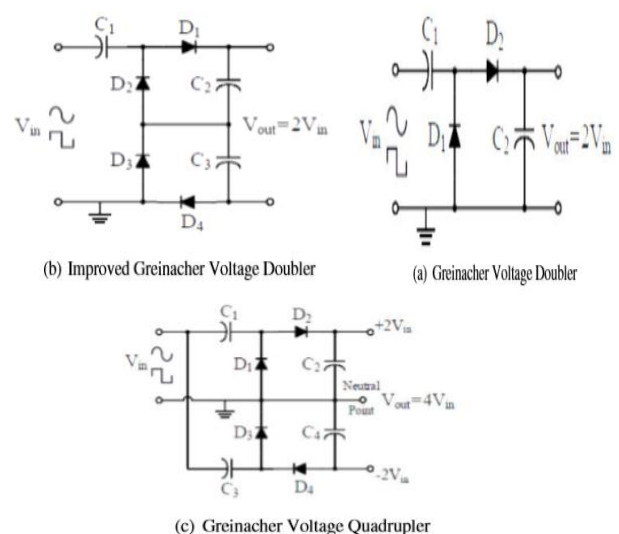 C1
D1
D2
C2
Vin
Vout=2Vin
D3
C3
D4
(b) Improved Greinacher Voltage Doubler
C1
D2
Vin
D1
C2
Vout=2Vin
(a) Greinacher Voltage Doubler
C1
D2
+2Vin
Vin
D1
C2
Neutral
Point
Vout=4Vin
D3
C4
-2Vin
C3
D4
(c) Greinacher Voltage Quadrupler